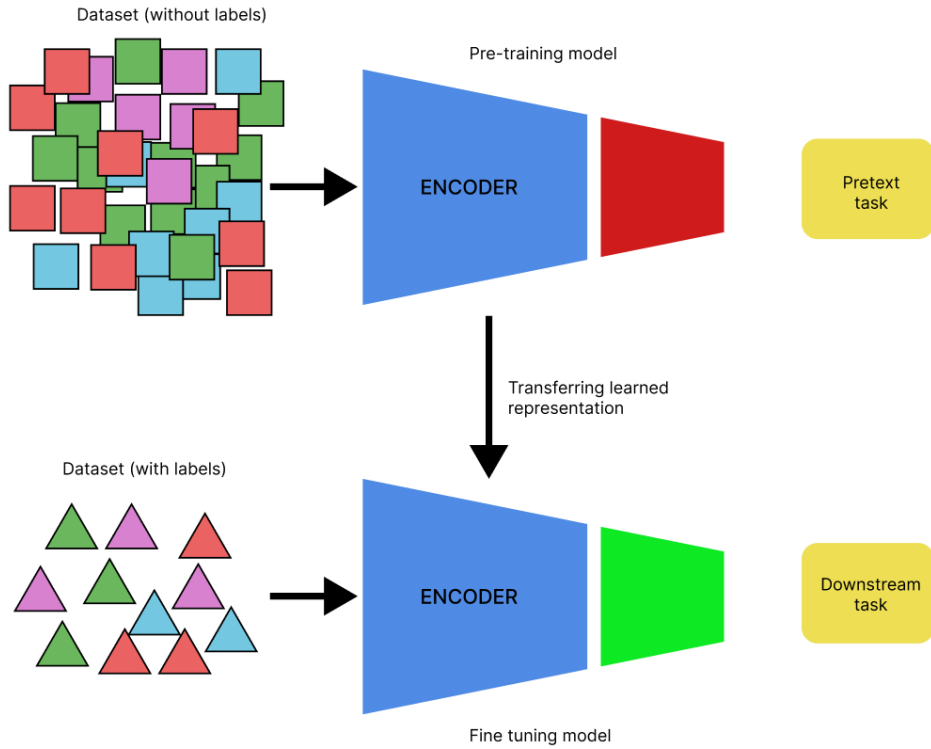 Dataset (without labels)
Pre-training model
ENCODER
Pretext
task
Transferring learned
representation
Dataset (with labels)
ENCODER
Downstream
task
Fine tuning model